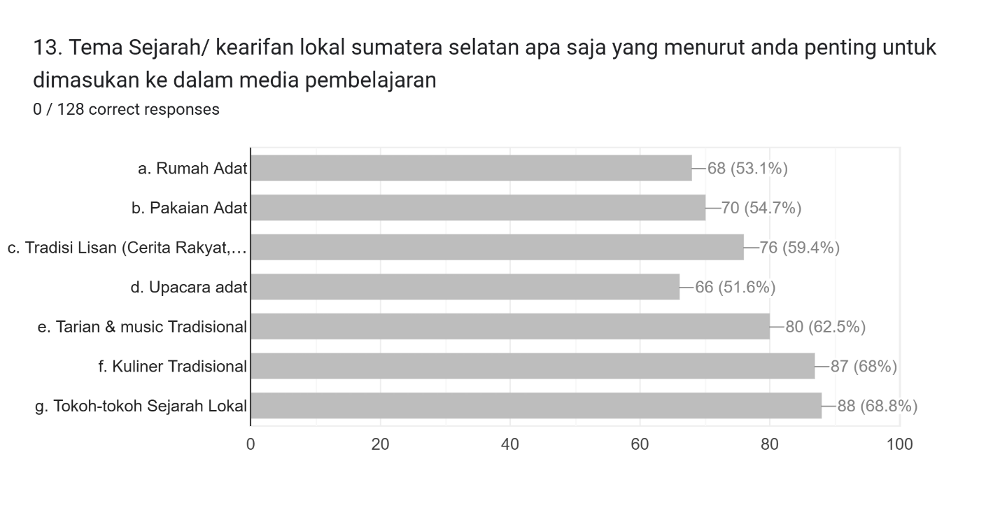 13. Tema Sejarah/ kearifan lokal sumatera selatan apa saja yang menurut anda penting untuk
dimasukan ke dalam media pembelajaran
0 / 128 correct responses
a. Rumah Adat 68 (53.1%)
b. Pakaian Adat 70 (54.7%)
c. Tradisi Lisan (Cerita Rakyat,… 76 (59.4%)
d. Upacara adat 66 (51.6%)
e. Tarian & music Tradisional 80 (62.5%)
f. Kuliner Tradisional 87 (68%)
g. Tokoh-tokoh Sejarah Lokal 88 (68.8%)
0 20 40 60 80 100